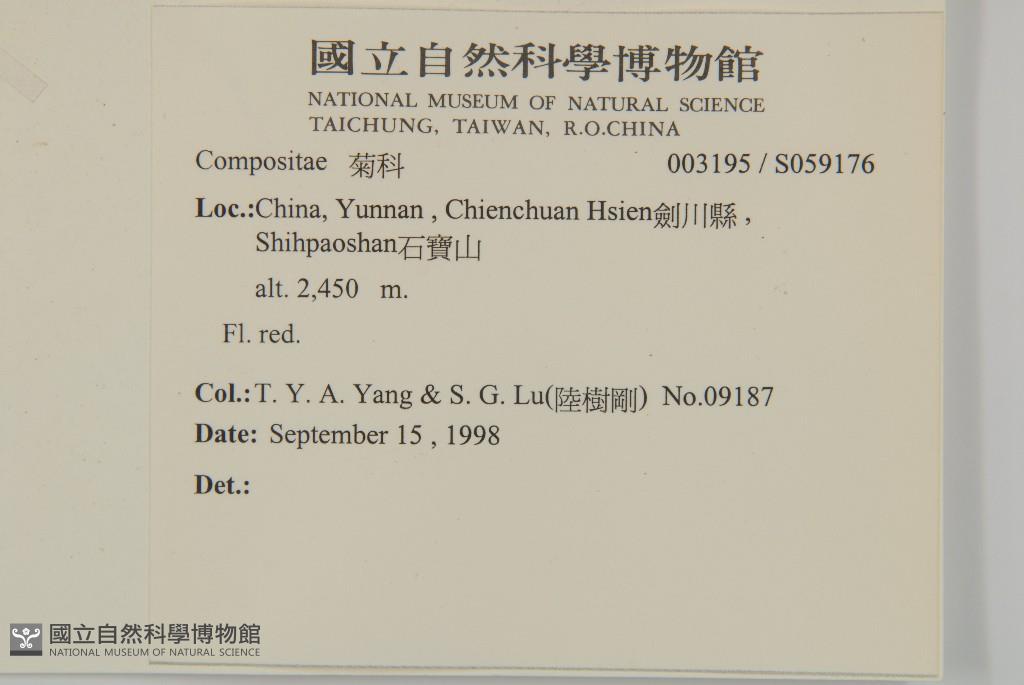 國立自然科學博物館
NATIONAL MUSEUM OF NATURAL SCIENCE
TAICHUNG, TAIWAN, R.O.CHINA
Compositae 菊科 003195 / S059176
Loc.:China, Yunnan , Chienchuan Hsien劍川縣 ,
Shihpaoshan石寶山
alt. 2,450 m.
Fl. red.
Col.: T. Y. A. Yang & S. G. Lu(陸樹剛) No.09187
Date: September 15 , 1998
Det.:
國立自然科學博物館
NATIONAL MUSEUM OF NATURAL SCIENCE